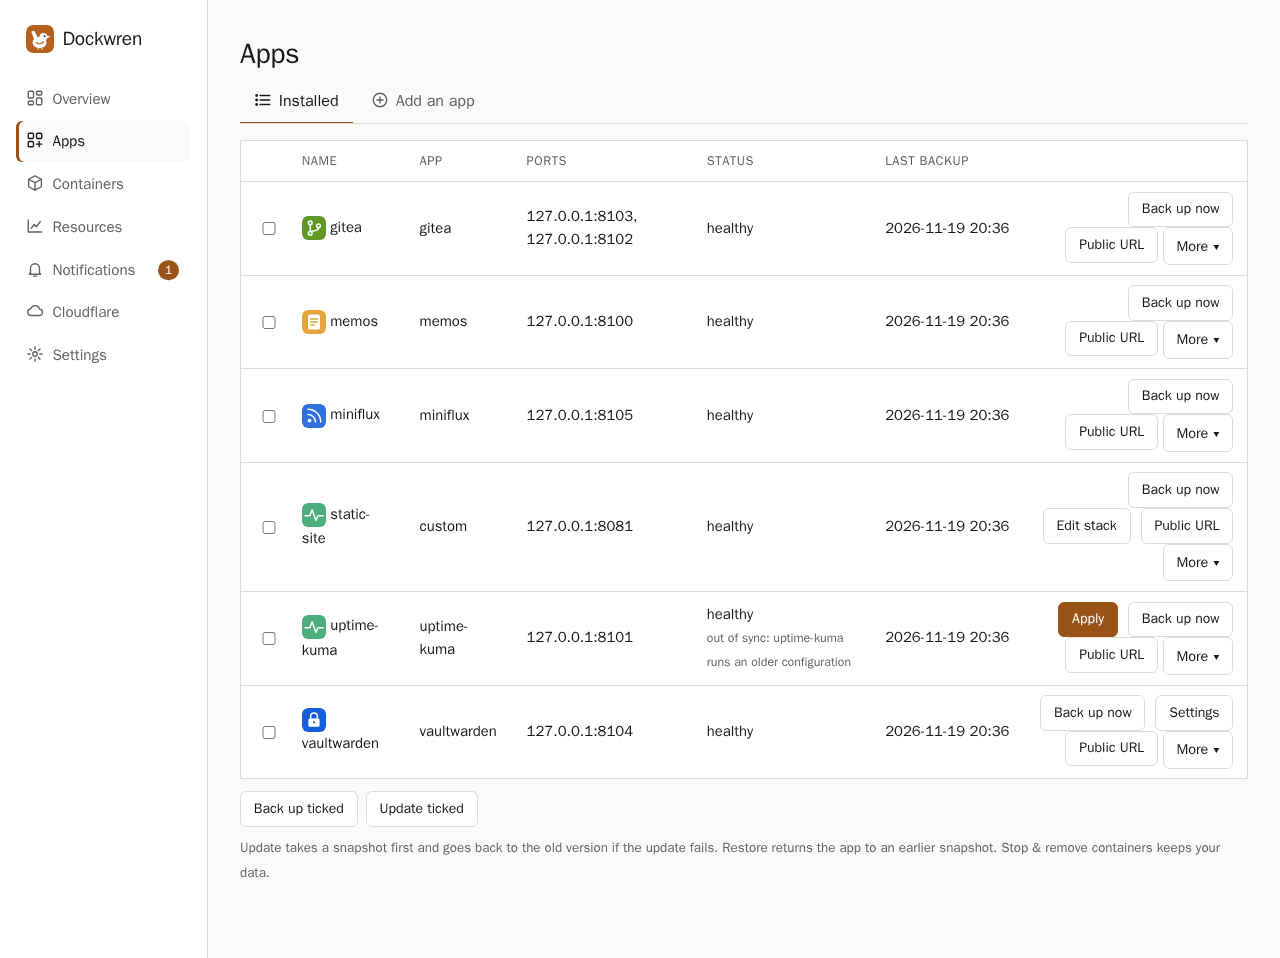 Dockwren
Overview
Apps
Containers
Resources
Notifications 1
Cloudflare
Settings
Apps
Installed Add an app
NAME APP PORTS STATUS LAST BACKUP
gitea gitea 127.0.0.1:8103, 127.0.0.1:8102 healthy 2026-11-19 20:36 Back up now Public URL More ▾
memos memos 127.0.0.1:8100 healthy 2026-11-19 20:36 Back up now Public URL More ▾
miniflux miniflux 127.0.0.1:8105 healthy 2026-11-19 20:36 Back up now Public URL More ▾
static-site custom 127.0.0.1:8081 healthy 2026-11-19 20:36 Back up now Edit stack Public URL More ▾
uptime-kuma uptime-kuma 127.0.0.1:8101 healthy out of sync: uptime-kuma runs an older configuration 2026-11-19 20:36 Apply Back up now Public URL More ▾
vaultwarden vaultwarden 127.0.0.1:8104 healthy 2026-11-19 20:36 Back up now Settings Public URL More ▾
Back up ticked Update ticked
Update takes a snapshot first and goes back to the old version if the update fails. Restore returns the app to an earlier snapshot. Stop & remove containers keeps your
data.